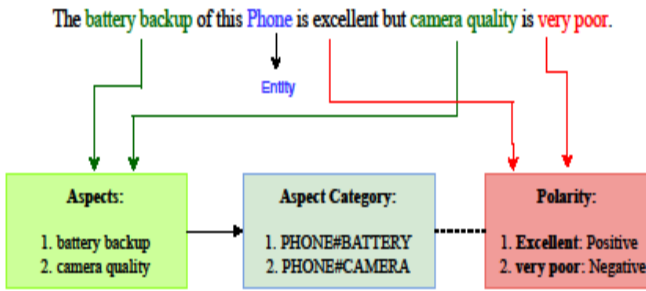 The battery backup of this Phone is excellent but camera quality is very poor.
Entity
Aspects:
1. battery backup
2. camera quality
Aspect Category:
1. PHONE#BATTERY
2. PHONE#CAMERA
Polarity:
1. Excellent: Positive
2. very poor: Negative